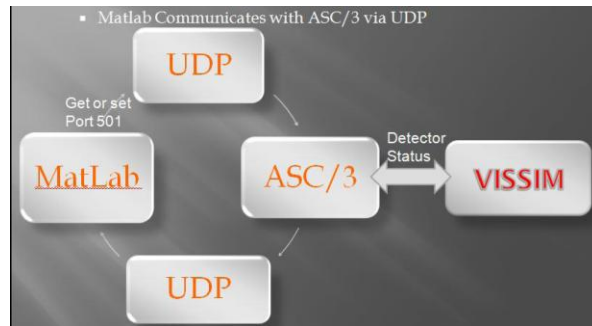 Matlab Communicates with ASC/3 via UDP
UDP
Get or set
Port 501
MatLab
ASC/3
Detector
Status
VISSIM
UDP